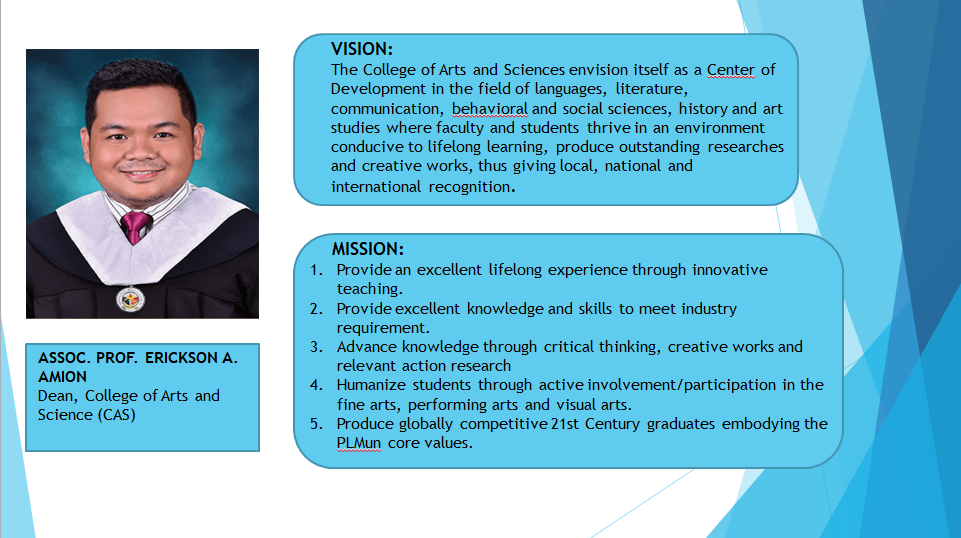 VISION:
The College of Arts and Sciences envision itself as a Center of
Development in the field of languages, literature,
communication, behavioral and social sciences, history and art
studies where faculty and students thrive in an environment
conducive to lifelong learning, produce outstanding researches
and creative works, thus giving local, national and
international recognition.
MISSION:
1. Provide an excellent lifelong experience through innovative
teaching.
2. Provide excellent knowledge and skills to meet industry
requirement.
3. Advance knowledge through critical thinking, creative works and
relevant action research
4. Humanize students through active involvement/participation in the
fine arts, performing arts and visual arts.
5. Produce globally competitive 21st Century graduates embodying the
PLMun core values.
ASSOC. PROF. ERICKSON A.
AMION
Dean, College of Arts and
Science (CAS)